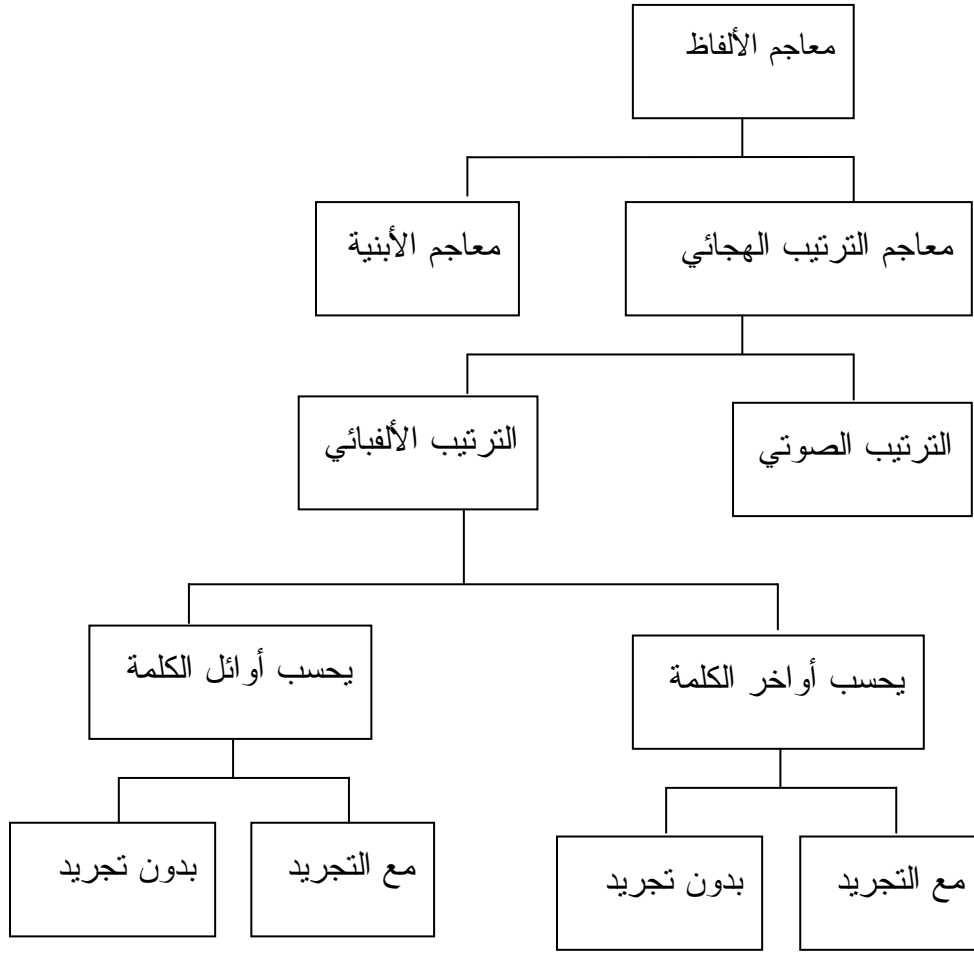 معاجم الألفاظ
معاجم الترتيب الهجائي
معاجم الأبنية
الترتيب الصوتي
الترتيب الألفبائي
يحسب أواخر الكلمة
يحسب أوائل الكلمة
مع التجريد
بدون تجريد
مع التجريد
بدون تجريد